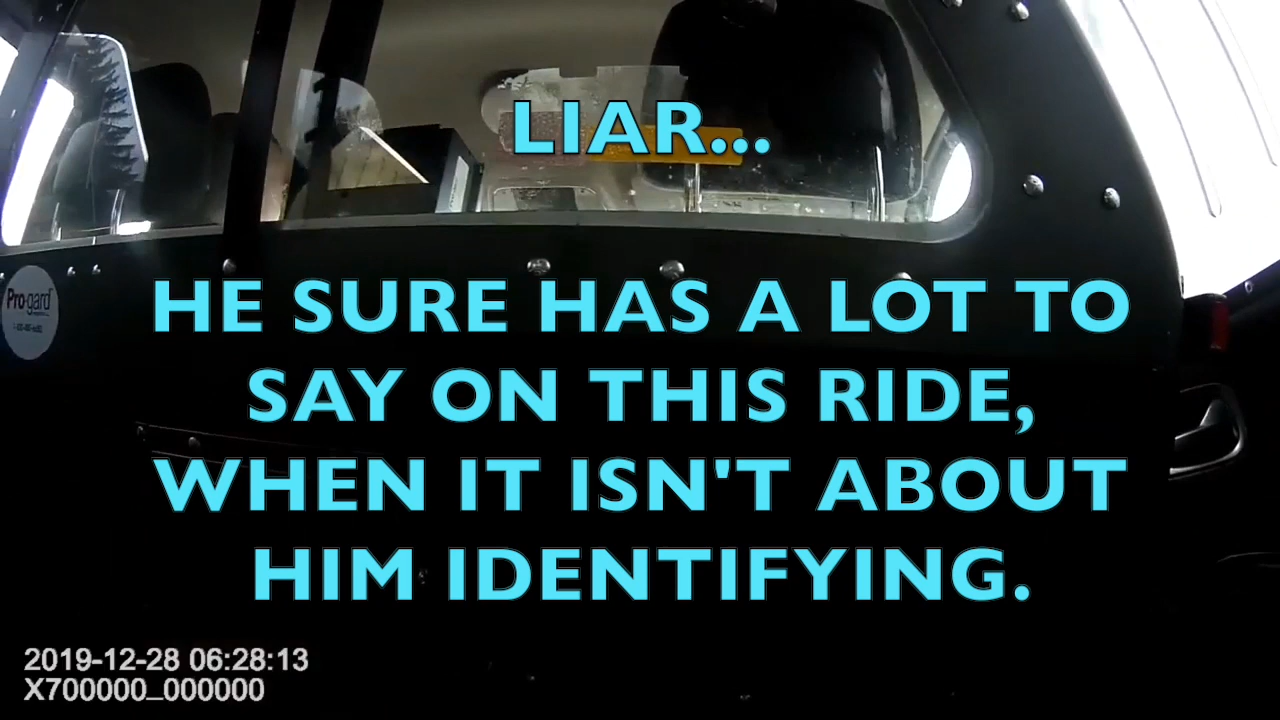 LIAR...
HE SURE HAS A LOT TO
SAY ON THIS RIDE,
WHEN IT ISN'T ABOUT
HIM IDENTIFYING.
Pro-gard
2019-12-28 06:28:13
X700000_000000